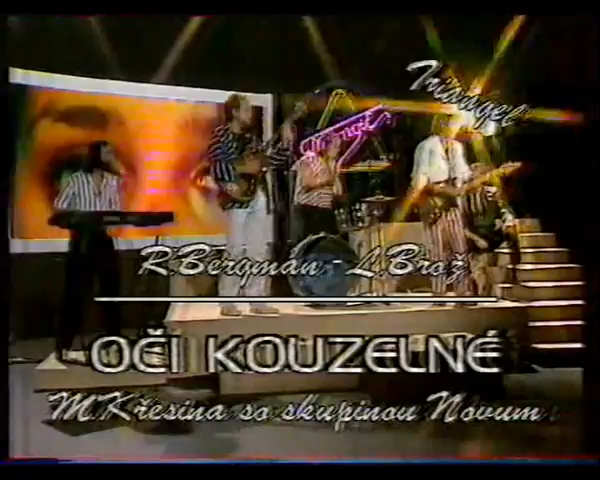 Triangel
R.Bergman - L.Brož
OČI KOUZELNÉ
M.Křesina so skupinou Novum